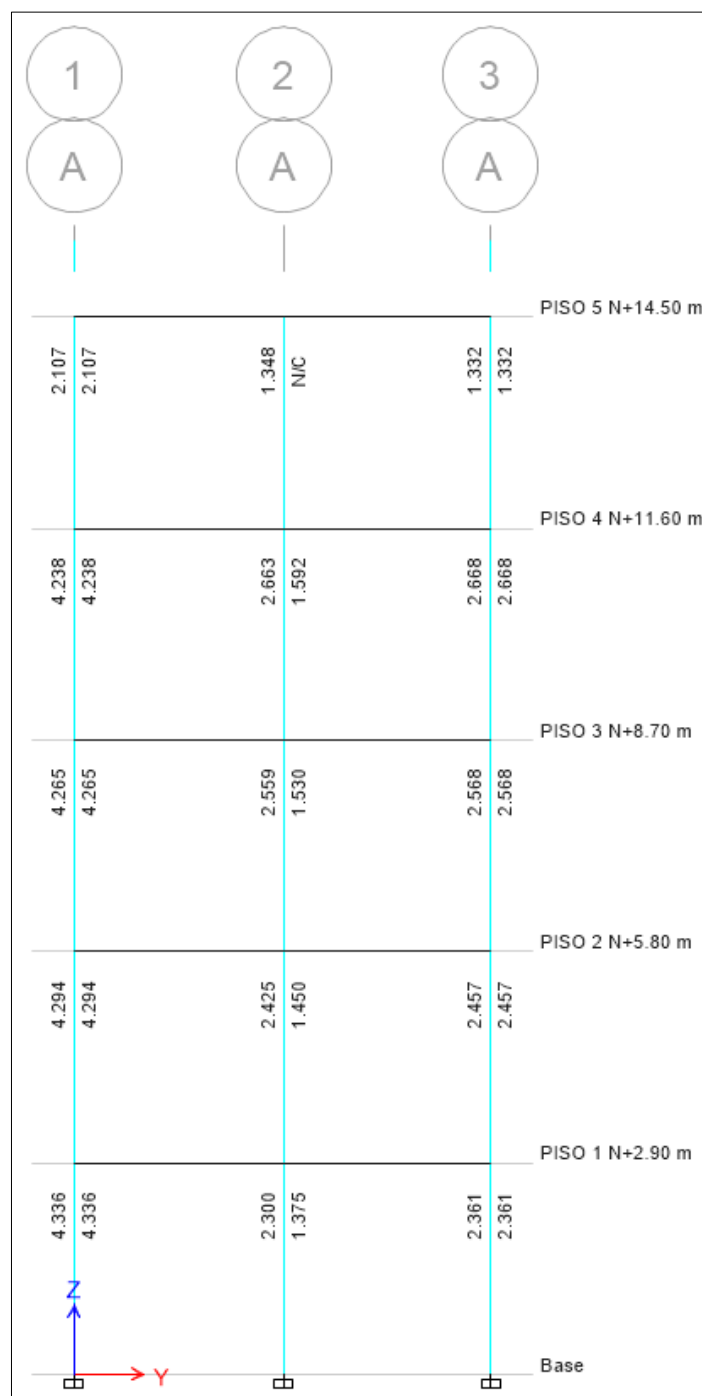 1 2 3
A A A
PISO 5 N+14.50 m
2.107 2.107 1.348 N/C 1.332 1.332
PISO 4 N+11.60 m
4.238 4.238 2.663 1.592 2.668 2.668
PISO 3 N+8.70 m
4.265 4.265 2.559 1.530 2.568 2.568
PISO 2 N+5.80 m
4.294 4.294 2.425 1.450 2.457 2.457
PISO 1 N+2.90 m
4.336 4.336 2.300 1.375 2.361 2.361
Z
Y
Base